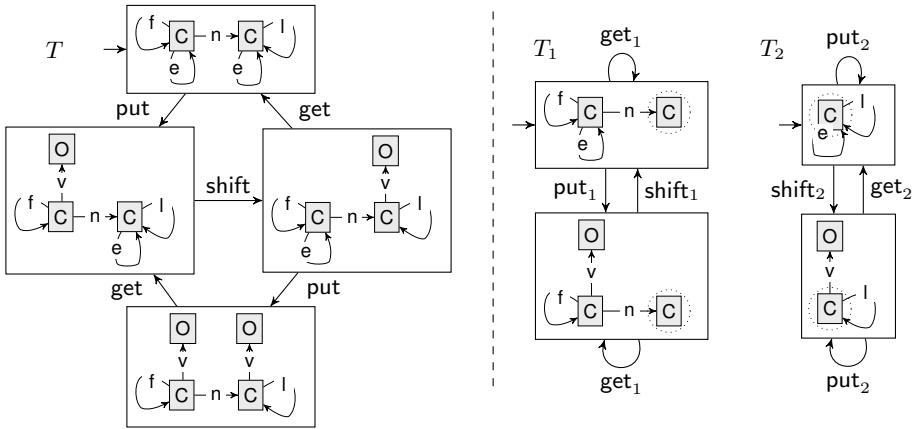 T
f C n C l
e e
put get
O
v
f C n C l
e
shift
O
v
f C n C l
e
get put
O O
v v
f C n C l
T1
get1
f C n C
e
put1 shift1
O
v
f C n C
get1
T2
put2
C l
e
shift2 get2
O
v
C l
put2